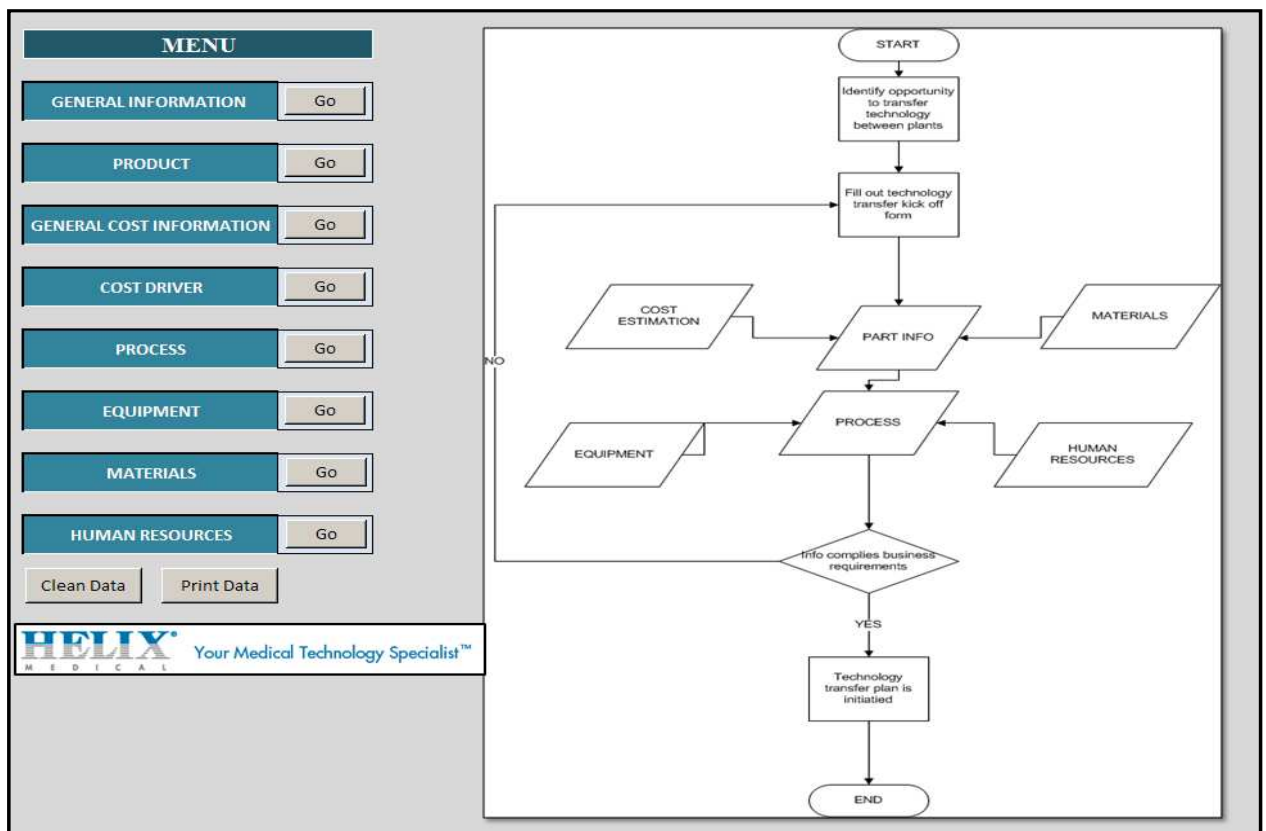 MENU
GENERAL INFORMATION Go
PRODUCT Go
GENERAL COST INFORMATION Go
COST DRIVER Go
PROCESS Go
EQUIPMENT Go
MATERIALS Go
HUMAN RESOURCES Go
Clean Data Print Data
HELIX®
MEDICAL
Your Medical Technology Specialist™
START
Identify opportunity
to transfer
technology
between plants
Fill out technology
transfer kick off
form
COST
ESTIMATION
PART INFO
MATERIALS
NO
PROCESS
EQUIPMENT
HUMAN
RESOURCES
Info complies business
requirements
YES
Technology
transfer plan is
initiatied
END